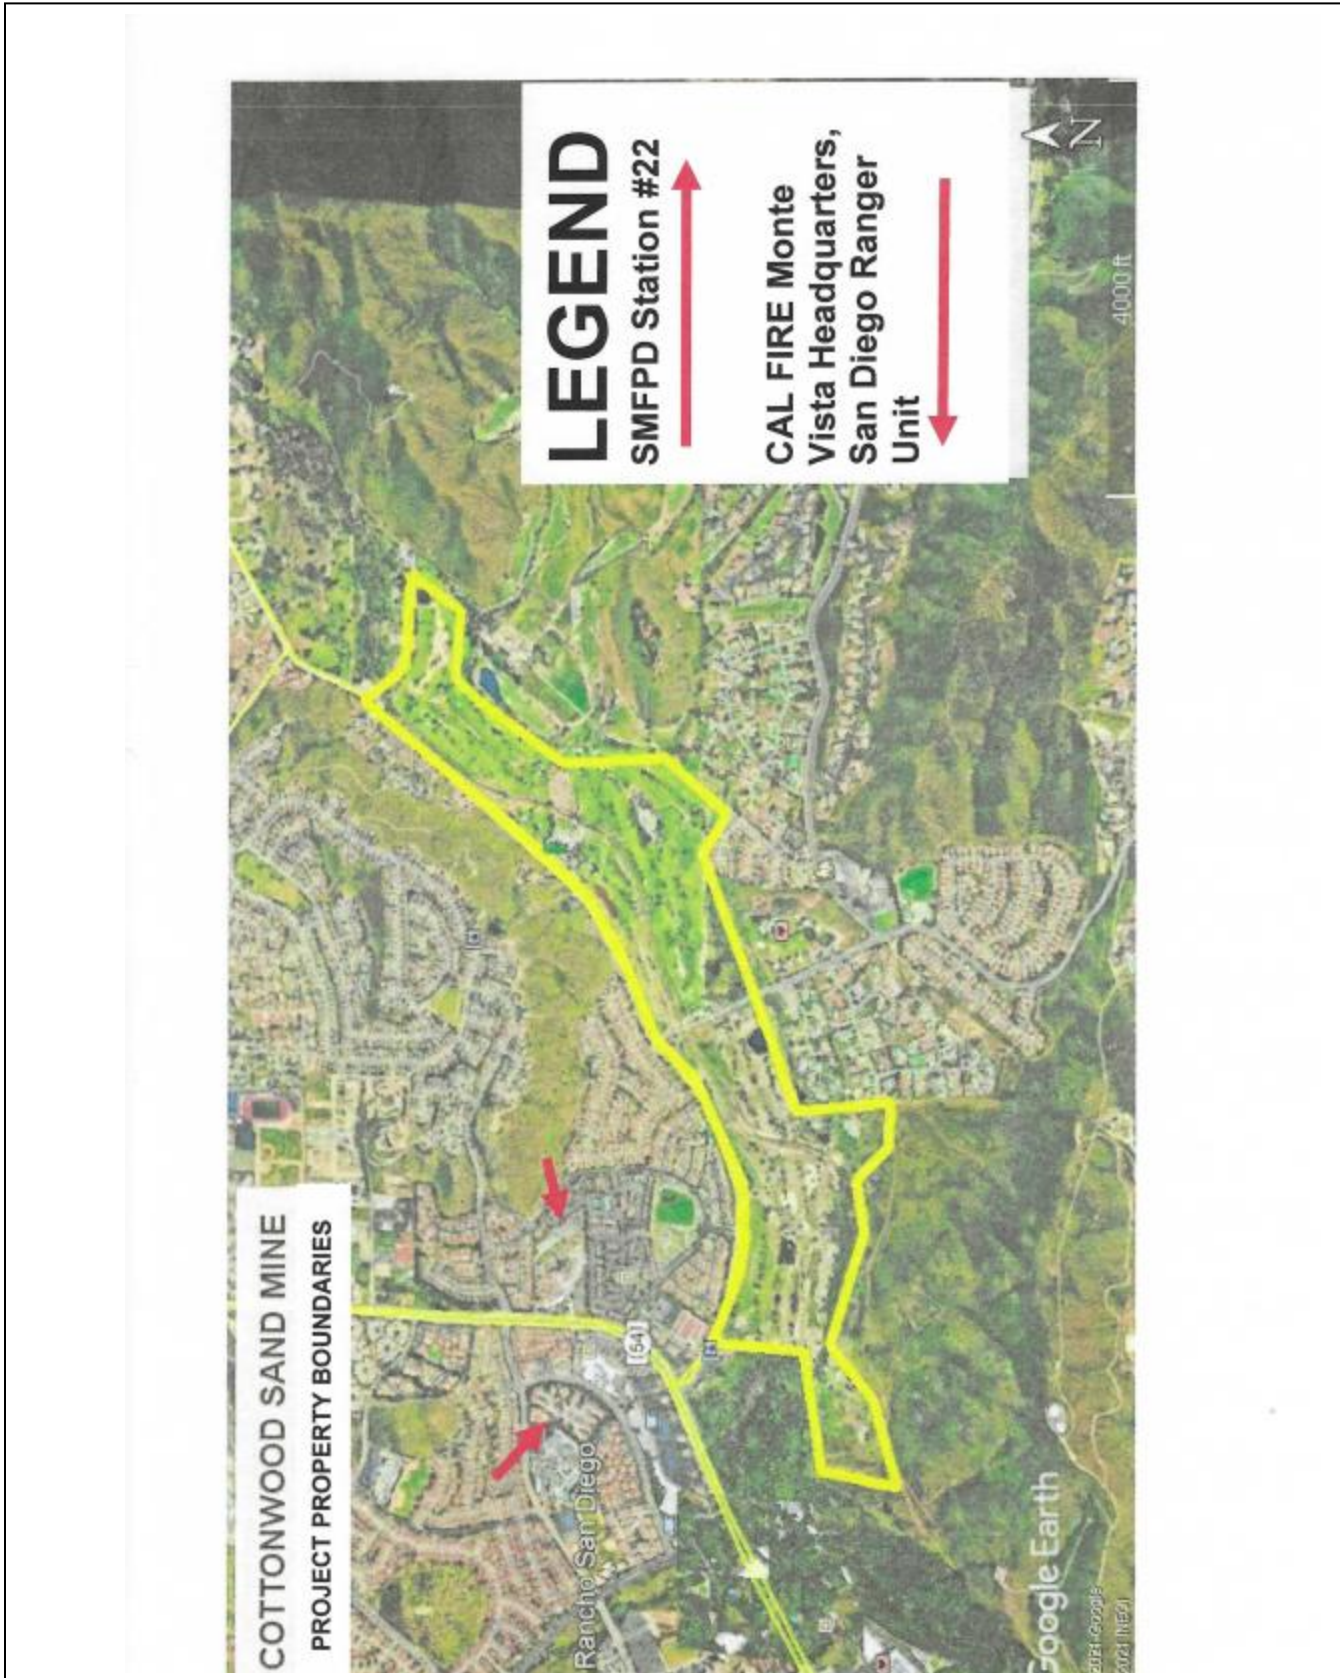 COTTONWOOD SAND MINE
PROJECT PROPERTY BOUNDARIES
LEGEND
SMFPD Station #22
CAL FIRE Monte
Vista Headquarters,
San Diego Ranger
Unit
N
4000 ft
54
Rancho San Diego
Google Earth